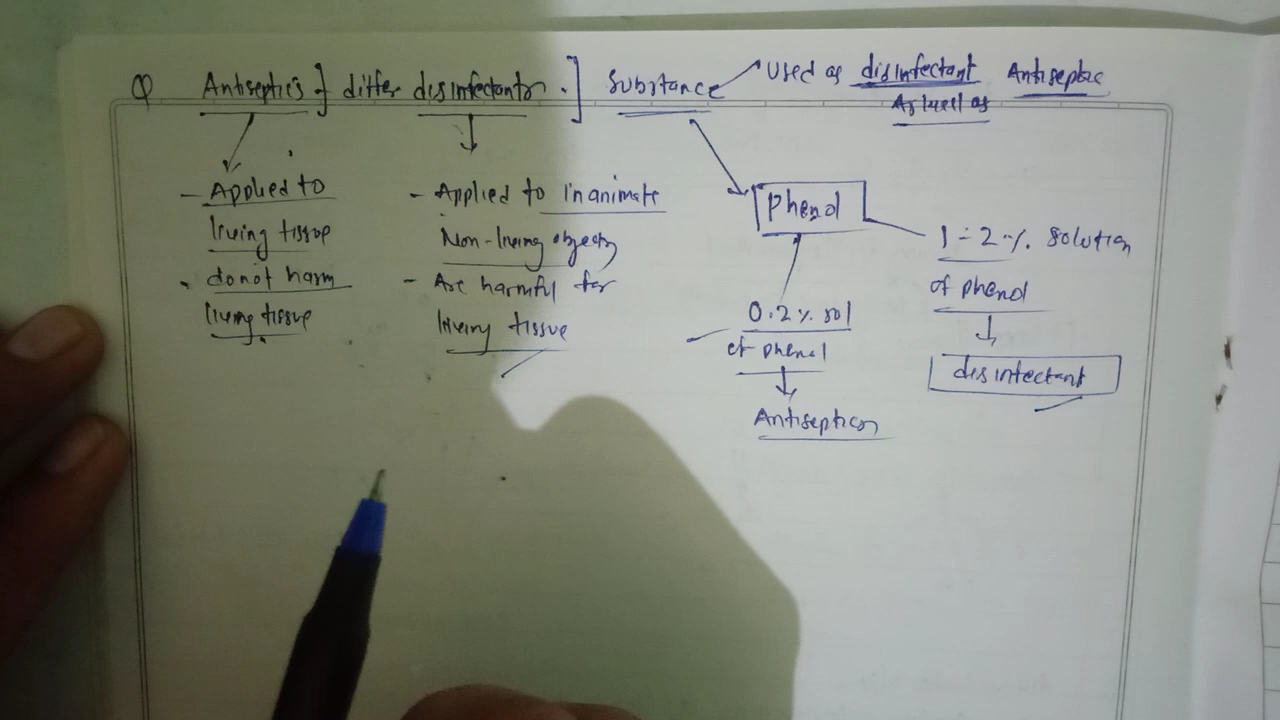 Q Antiseptics differ disinfectants. ] Substance Used as disinfectant Antiseptic
As well as
- Applied to
living tissue
- do not harm
living tissue
- Applied to Inanimate
Non-living objects
- Are harmful for
living tissue
Phenol
0.2% sol
of phenol
Antiseptics
1-2% solution
of phenol
disinfectant